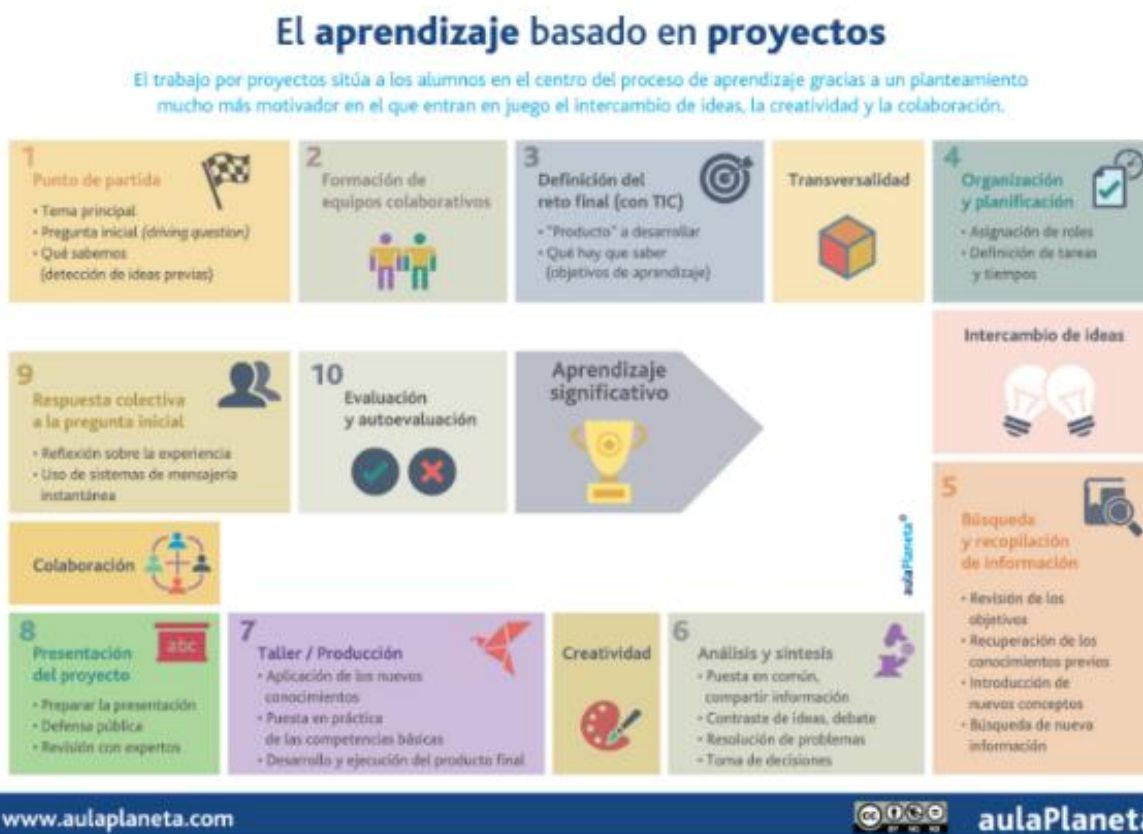 El aprendizaje basado en proyectos
El trabajo por proyectos sitúa a los alumnos en el centro del proceso de aprendizaje gracias a un planteamiento
mucho más motivador en el que entran en juego el intercambio de ideas, la creatividad y la colaboración.
1
Punto de partida
• Tema principal
• Pregunta inicial (driving question)
• Qué sabemos
(detección de ideas previas)
2
Formación de
equipos colaborativos
3
Definición del
reto final (con TIC)
• "Producto" a desarrollar
• Qué hay que saber
(objetivos de aprendizaje)
Transversalidad
4
Organización
y planificación
• Asignación de roles
• Definición de tareas
y tiempos
Intercambio de ideas
5
Búsqueda
y recopilación
de información
• Revisión de los
objetivos
• Recuperación de los
conocimientos previos
• Introducción de
nuevos conceptos
• Búsqueda de nueva
información
6
Análisis y síntesis
• Puesta en común,
compartir información
• Contraste de ideas, debate
• Resolución de problemas
• Toma de decisiones
Creatividad
7
Taller / Producción
• Aplicación de los nuevos
conocimientos
• Puesta en práctica
de las competencias básicas
• Desarrollo y ejecución del producto final
8
abc
Presentación
del proyecto
• Preparar la presentación
• Defensa pública
• Revisión con expertos
Colaboración
9
Respuesta colectiva
a la pregunta inicial
• Reflexión sobre la experiencia
• Uso de sistemas de mensajería
instantánea
10
Evaluación
y autoevaluación
Aprendizaje
significativo
aulaPlaneta
www.aulaplaneta.com
cc
aulaPlaneta